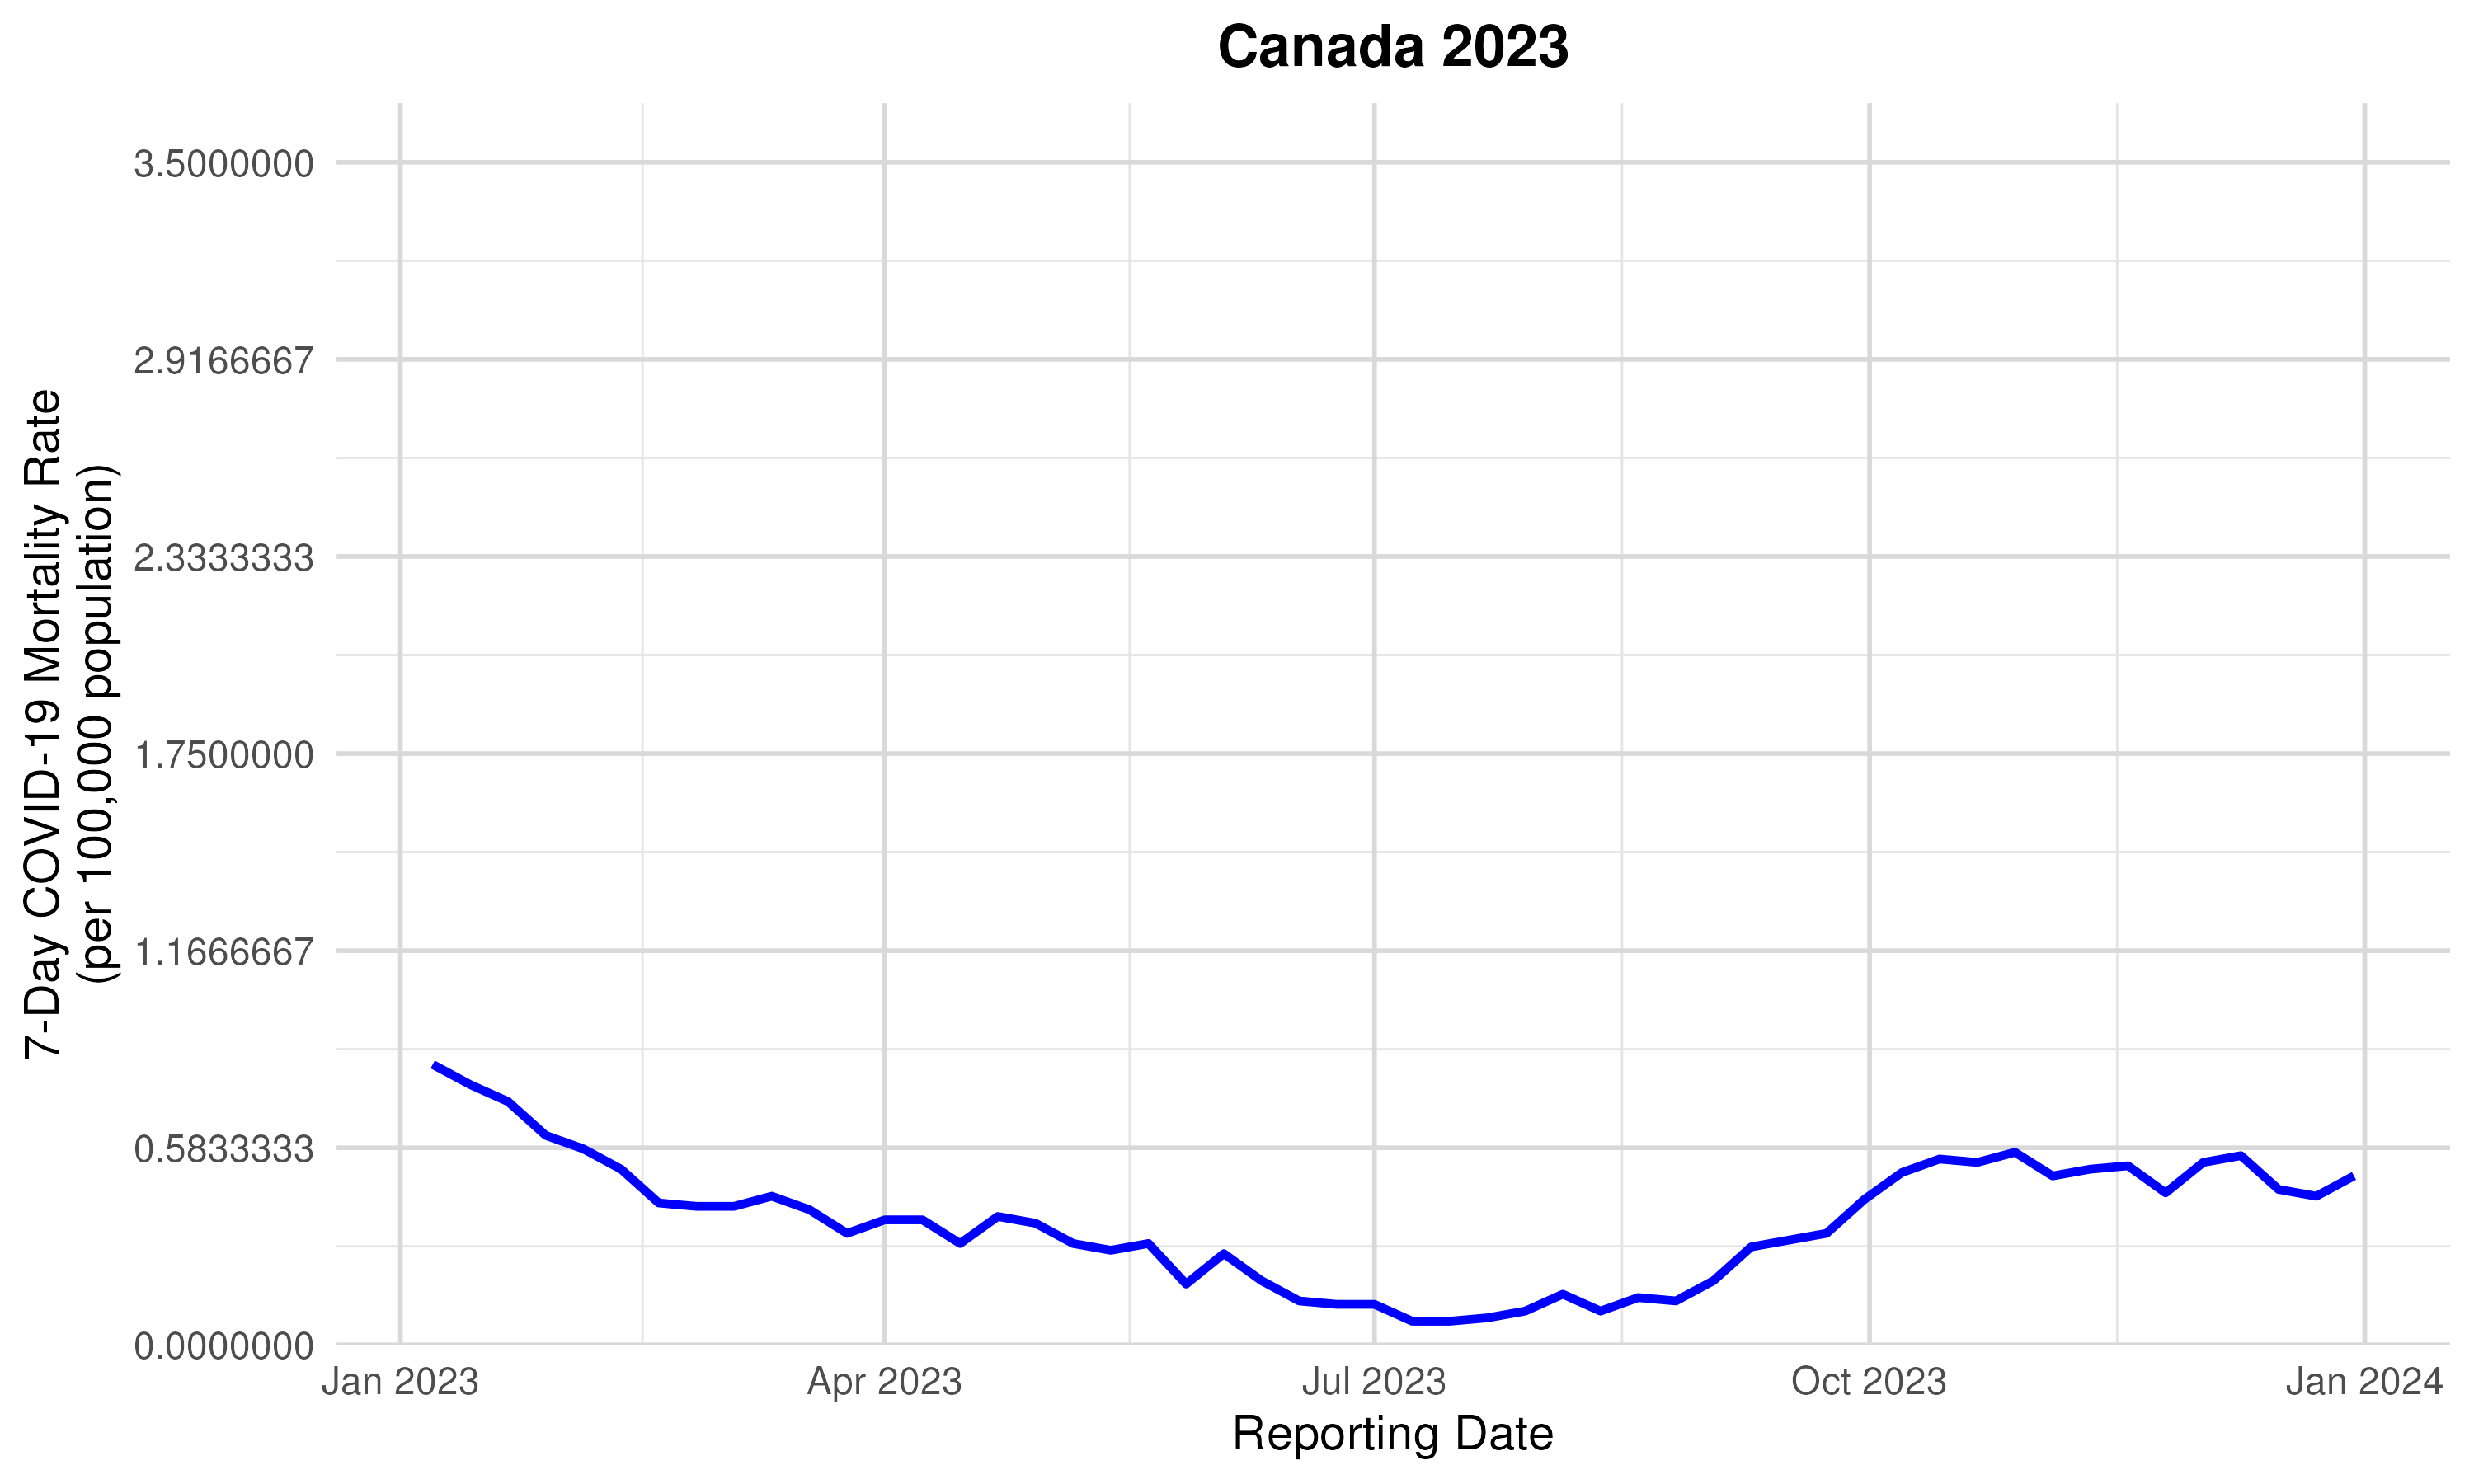 Canada 2023
7-Day COVID-19 Mortality Rate
(per 100,000 population)
3.5000000
2.9166667
2.3333333
1.7500000
1.1666667
0.5833333
0.0000000
Jan 2023
Apr 2023
Jul 2023
Oct 2023
Jan 2024
Reporting Date